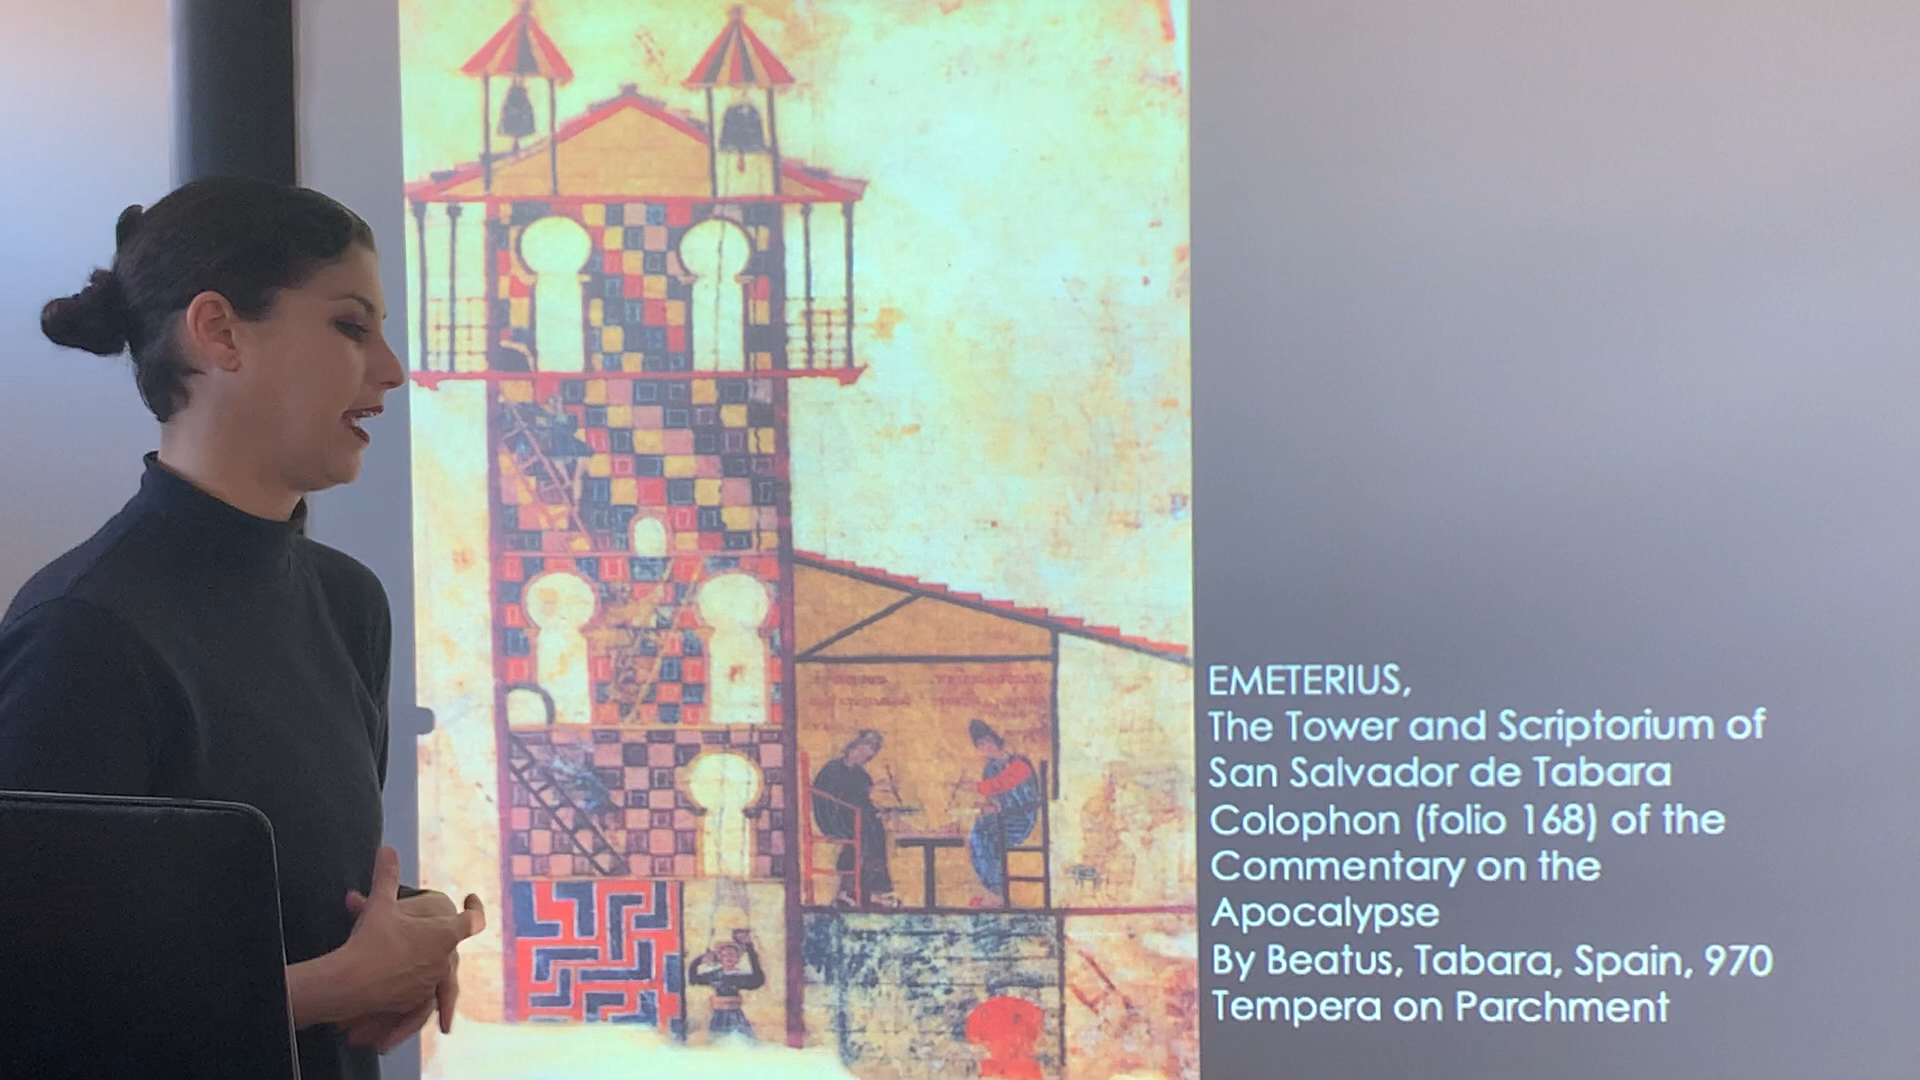 EMETERIUS,
The Tower and Scriptorium of
San Salvador de Tabara
Colophon (folio 168) of the
Commentary on the
Apocalypse
By Beatus, Tabara, Spain, 970
Tempera on Parchment